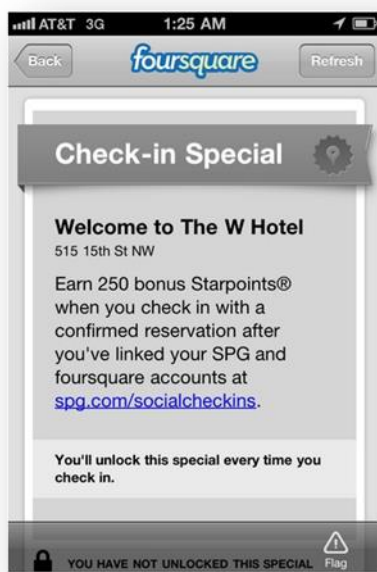 AT&T 3G 1:25 AM
Back foursquare Refresh
Check-in Special
Welcome to The W Hotel
515 15th St NW
Earn 250 bonus Starpoints®
when you check in with a
confirmed reservation after
you've linked your SPG and
foursquare accounts at
spg.com/socialcheckins.
You'll unlock this special every time you
check in.
YOU HAVE NOT UNLOCKED THIS SPECIAL Flag